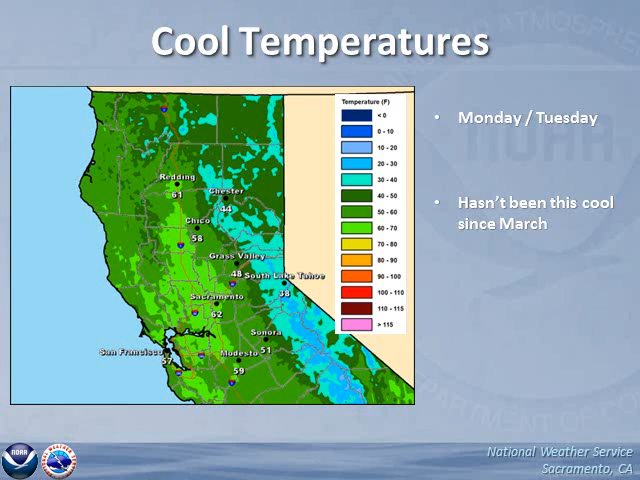 Cool Temperatures
Monday / Tuesday
Hasn't been this cool
since March
Temperature (F)
< 0
0 - 10
10 - 20
20 - 30
30 - 40
40 - 50
50 - 60
60 - 70
70 - 80
80 - 90
90 - 100
100 - 110
110 - 115
> 115
Redding
61
Chester
44
Chico
58
Grass Valley
48
South Lake Tahoe
38
Sacramento
62
Sonora
51
San Francisco
57
Modesto
59
NOAA
National Weather Service
Sacramento, CA